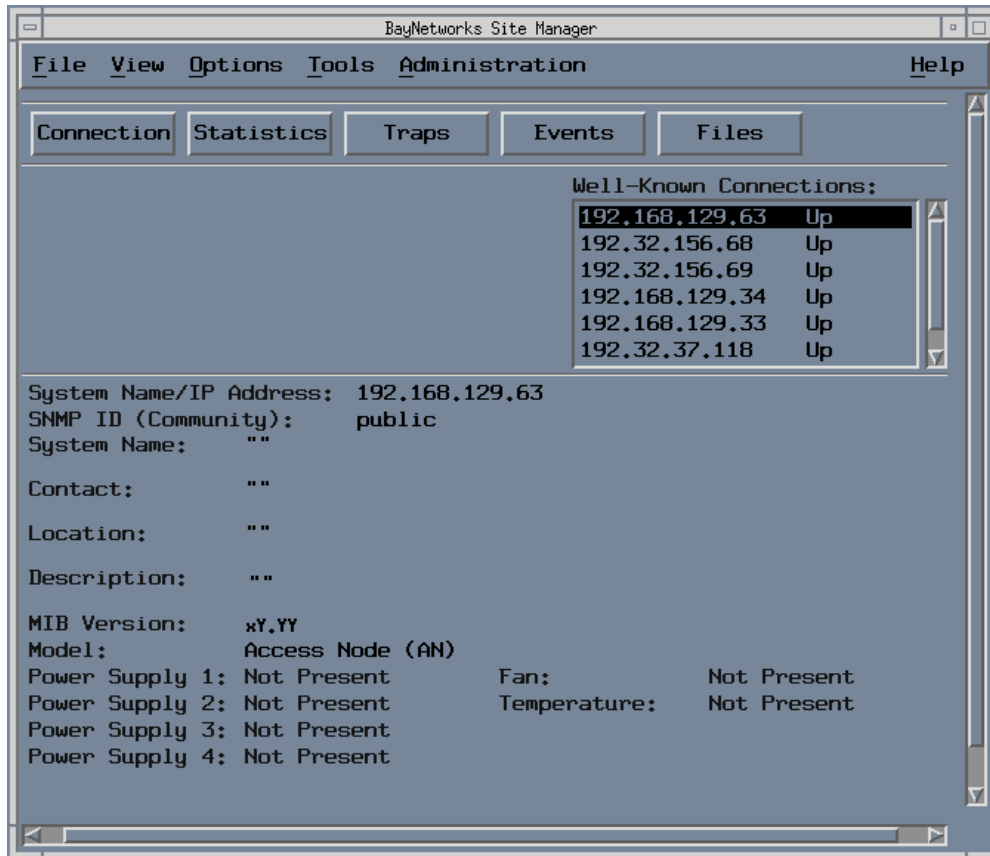 BayNetworks Site Manager
File View Options Tools Administration Help
Connection Statistics Traps Events Files
Well-Known Connections:
192.168.129.63 Up
192.32.156.68 Up
192.32.156.69 Up
192.168.129.34 Up
192.168.129.33 Up
192.32.37.118 Up
System Name/IP Address: 192.168.129.63
SNMP ID (Community): public
System Name: ""
Contact: ""
Location: ""
Description: ""
MIB Version: xY.YY
Model: Access Node (AN)
Power Supply 1: Not Present Fan: Not Present
Power Supply 2: Not Present Temperature: Not Present
Power Supply 3: Not Present
Power Supply 4: Not Present